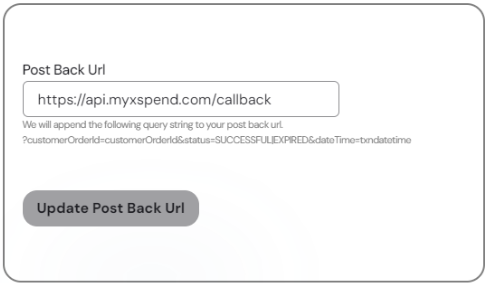 Post Back Url
https://api.myxspend.com/callback
We will append the following query string to your post back url.
?customerOrderId=customerOrderId&status=SUCCESSFUL|EXPIRED&dateTime=txndatetime
Update Post Back Url